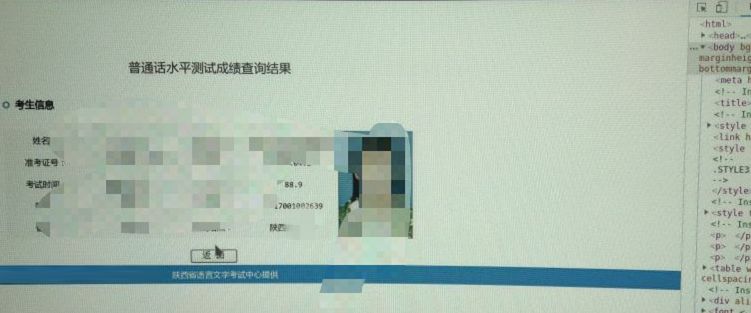 普通话水平测试成绩查询结果
考生信息
姓名
准考证号：
考试时间
88.9
17001002639
陕西
返 回
陕西省语言文字考试中心提供
<html>
<head>…
<body bg
marginheig
bottommarg
<meta h
<!-- In
<title>
<!-- In
<style
<link h
<style
<!--
.STYLE3
-->
</style
<!-- Ins
<style
<!-- Ins
<p> </p
<p> </p
<p> </p
<table w
cellspacin
<!-- Ins
<div ali
<font